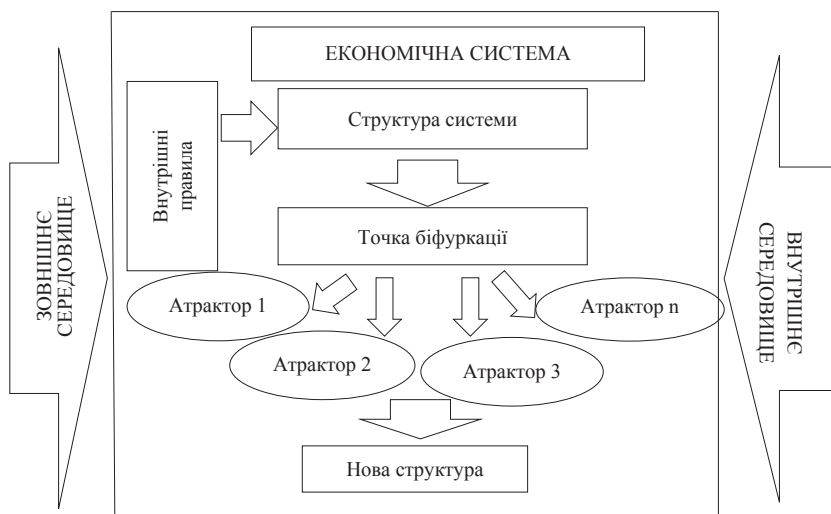 ЕКОНОМІЧНА СИСТЕМА
Структура системи
Внутрішні
правила
Точка біфуркації
ЗОВНІШНЄ
СЕРЕДОВИЩЕ
ВНУТРІШНЄ
СЕРЕДОВИЩЕ
Атрактор 1
Атрактор n
Атрактор 2
Атрактор 3
Нова структура